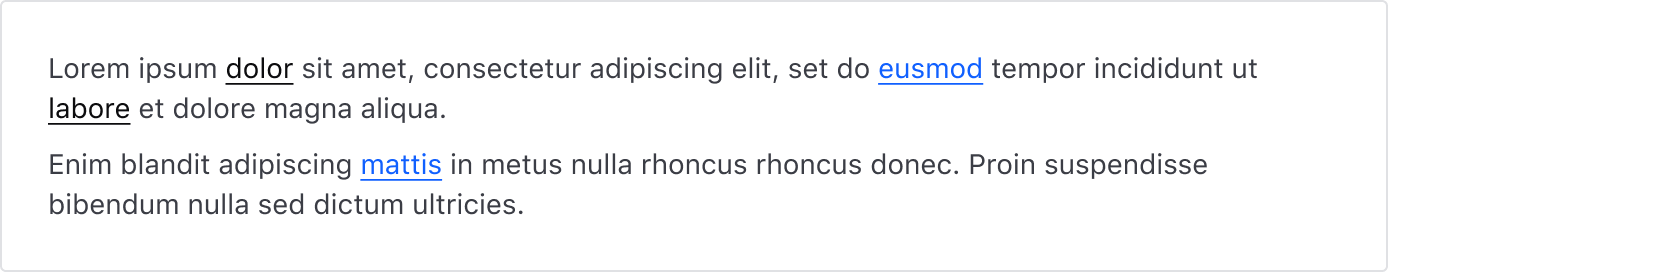 Lorem ipsum dolor sit amet, consectetur adipiscing elit, set do eusmod tempor incididunt ut
labore et dolore magna aliqua.
Enim blandit adipiscing mattis in metus nulla rhoncus rhoncus donec. Proin suspendisse
bibendum nulla sed dictum ultricies.